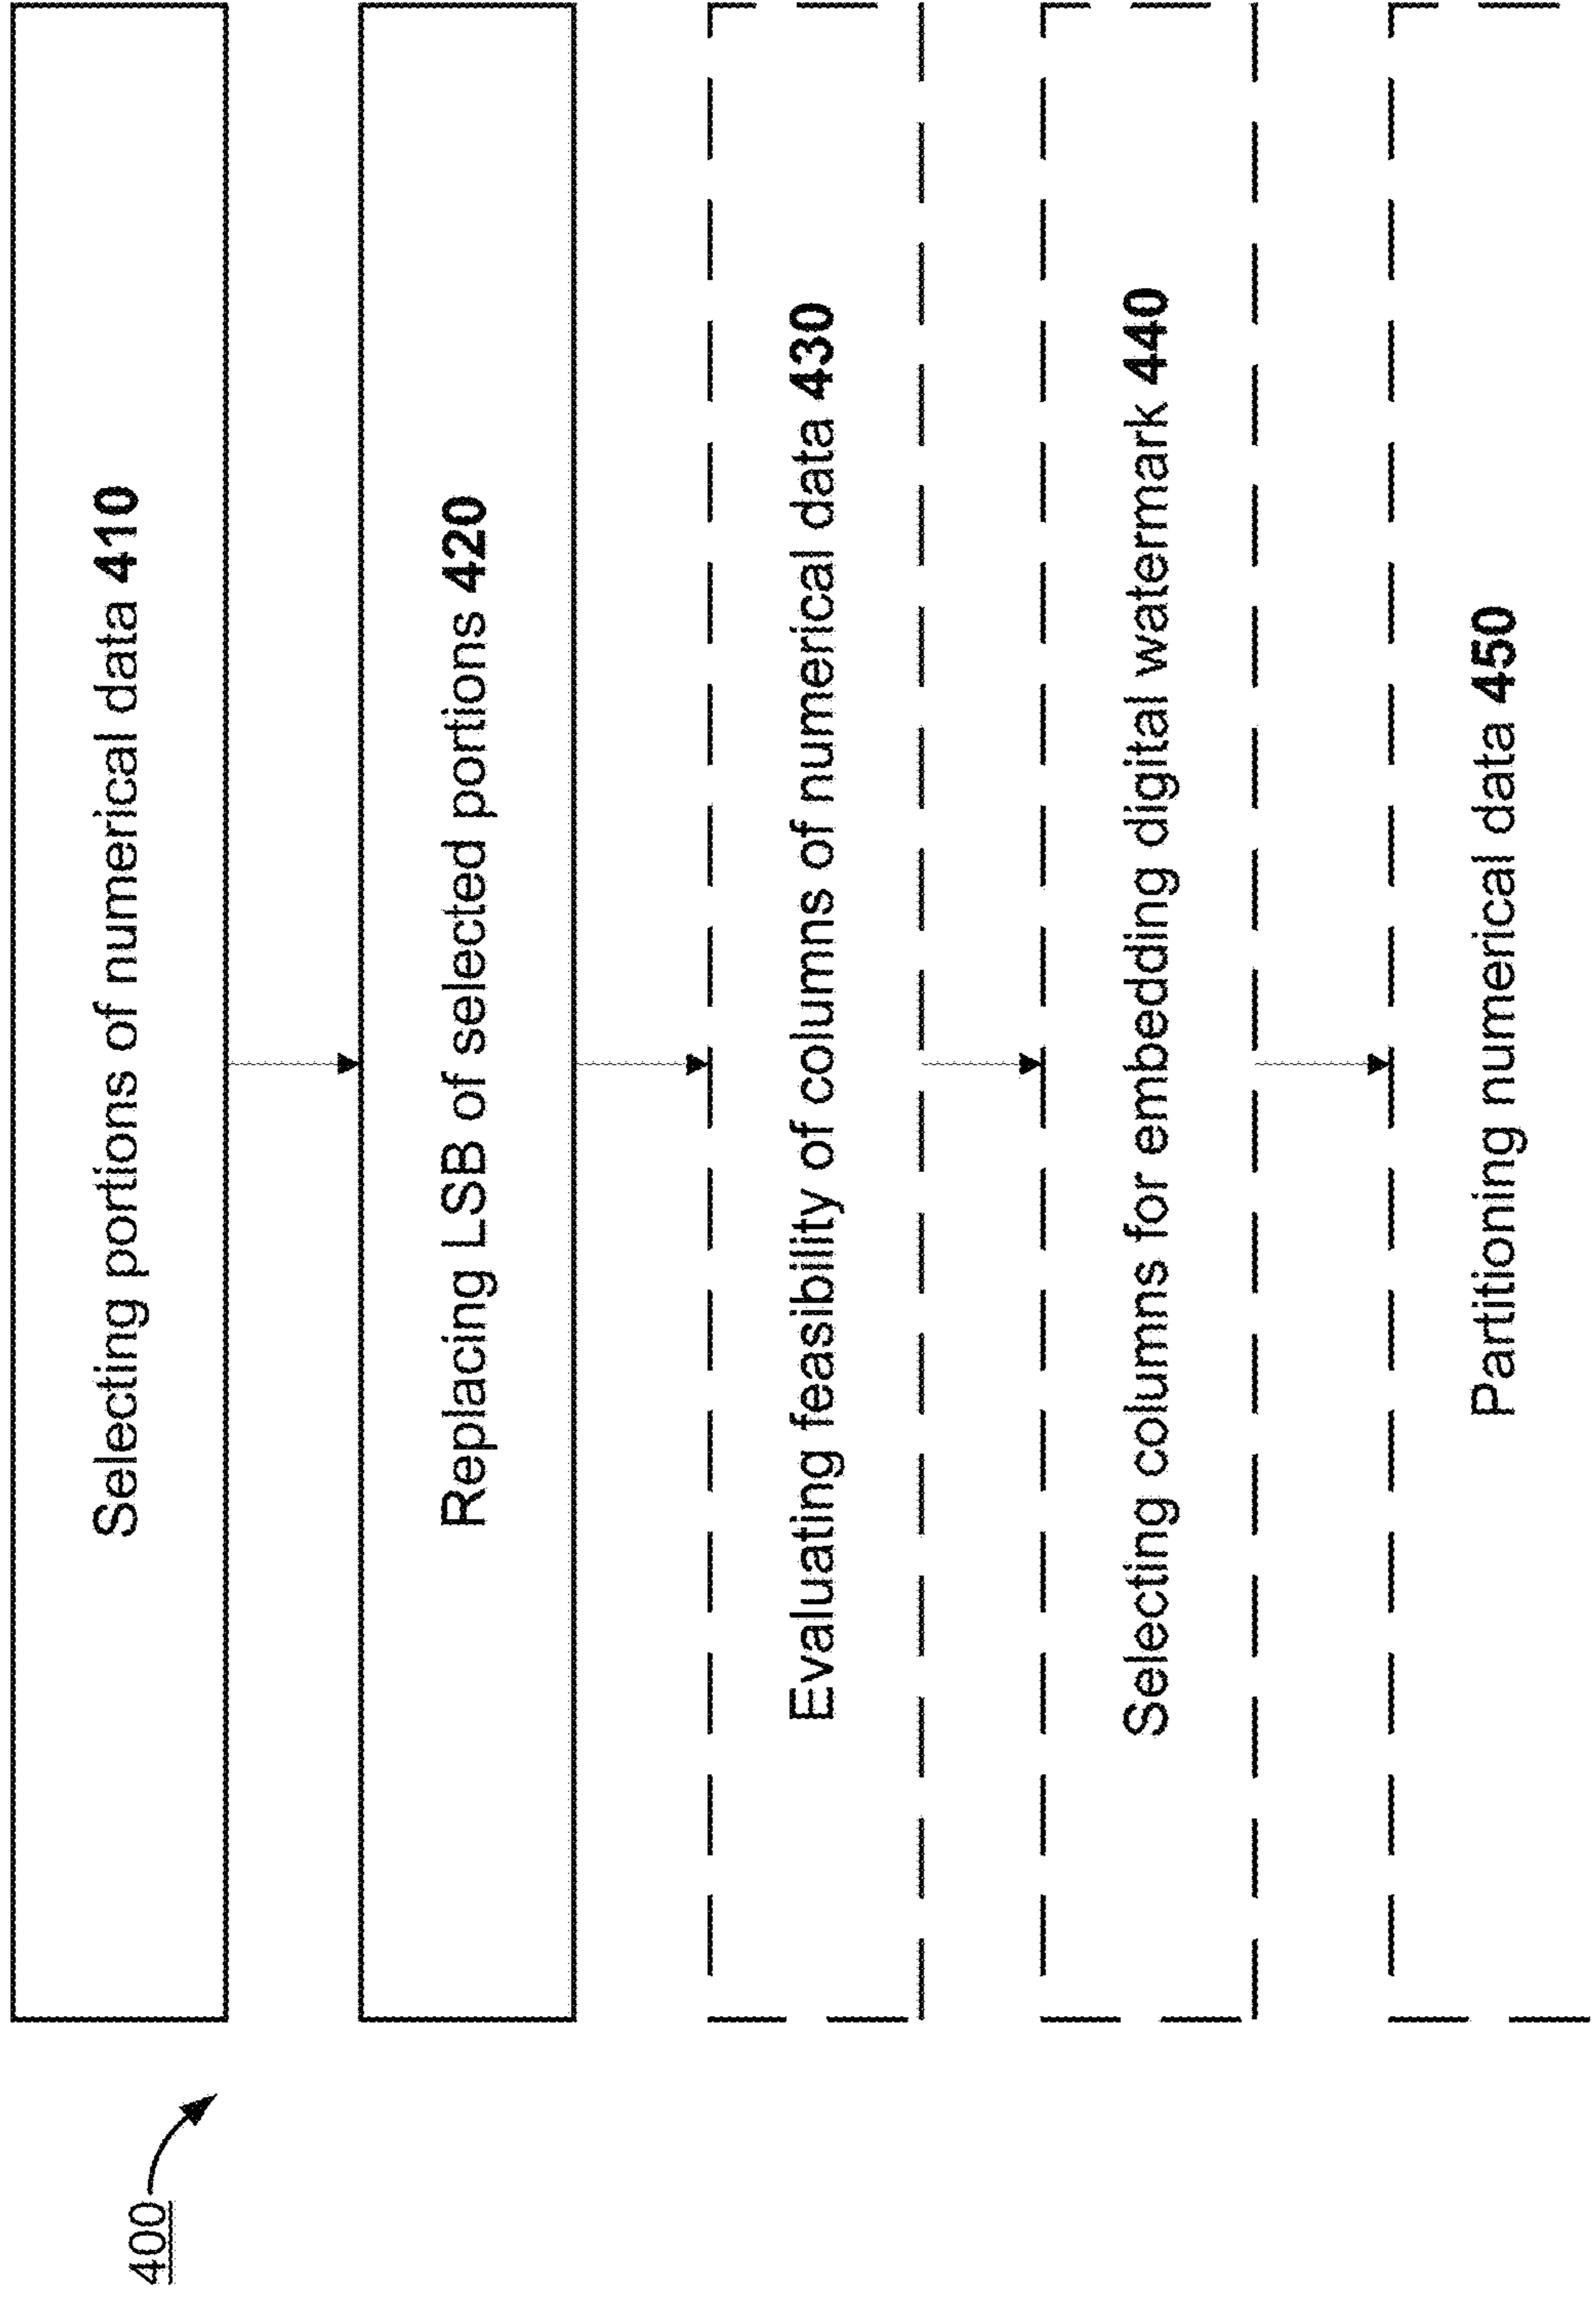 400
Selecting portions of numerical data 410
Replacing LSB of selected portions 420
Evaluating feasibility of columns of numerical data 430
Selecting columns for embedding digital watermark 440
Partitioning numerical data 450